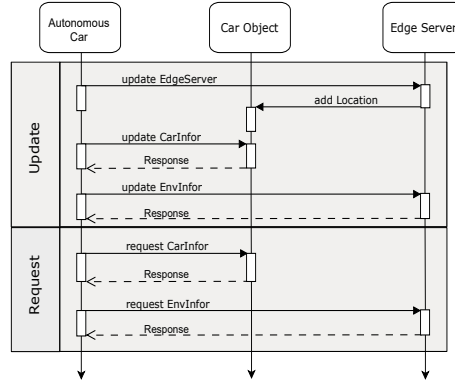 Autonomous
Car
Car Object
Edge Server
Update
update EdgeServer
add Location
update CarInfor
Response
update EnvInfor
Response
Request
request CarInfor
Response
request EnvInfor
Response